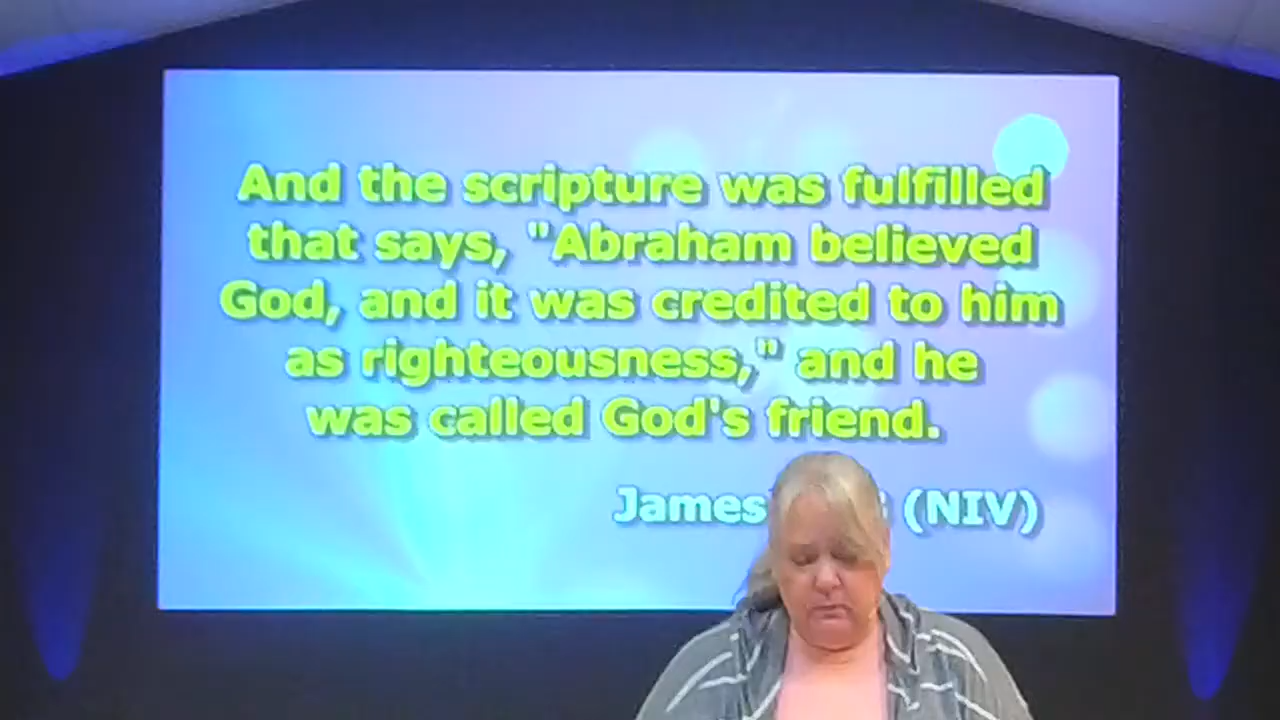 And the scripture was fulfilled
that says, "Abraham believed
God, and it was credited to him
as righteousness," and he
was called God's friend.
James (NIV)